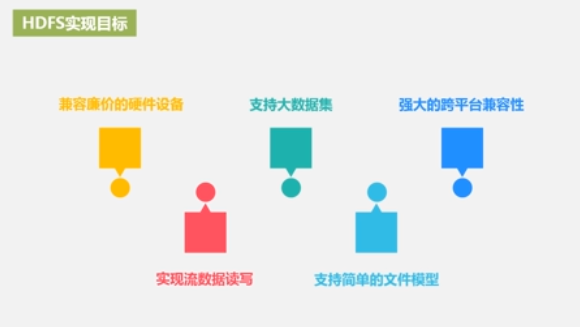 HDFS实现目标
兼容廉价的硬件设备
支持大数据集
强大的跨平台兼容性
实现流数据读写
支持简单的文件模型